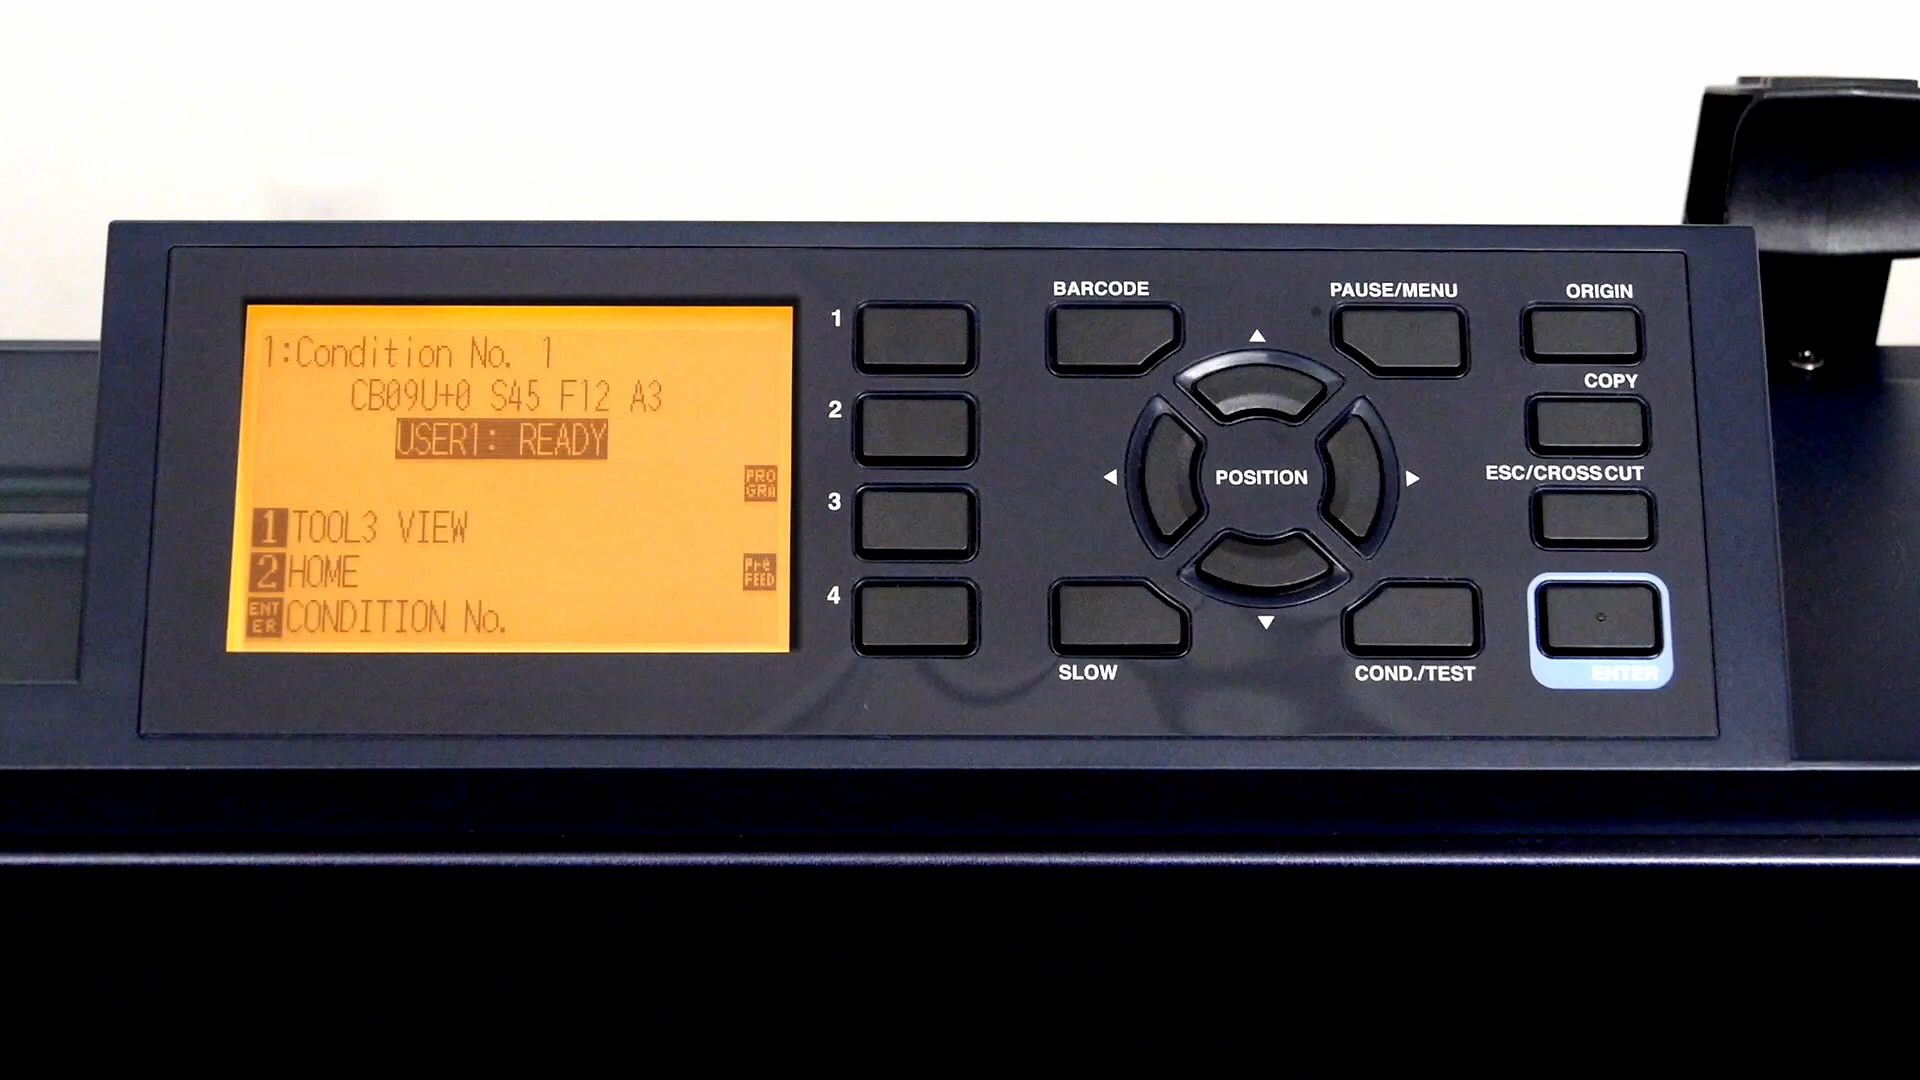 1:Condition No. 1
CB09U+0 S45 F12 A3
USER1: READY
PRO
GRA
1 TOOL3 VIEW
2 HOME
Pre
FEED
ENT
ER CONDITION No.
1
2
3
4
BARCODE
PAUSE/MENU
ORIGIN
COPY
ESC/CROSS CUT
POSITION
SLOW
COND./TEST
ENTER